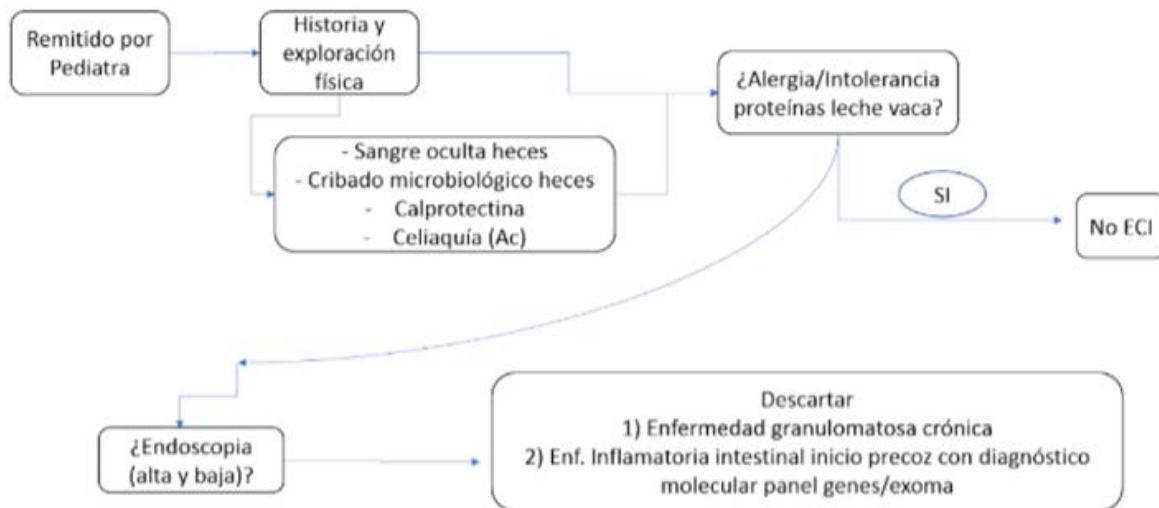 Remitido por
Pediatra
Historia y
exploración
física
- Sangre oculta heces
- Cribado microbiológico heces
- Calprotectina
- Celiaquía (Ac)
¿Alergia/Intolerancia
proteínas leche vaca?
SI
No ECI
¿Endoscopia
(alta y baja)?
Descartar
1) Enfermedad granulomatosa crónica
2) Enf. Inflamatoria intestinal inicio precoz con diagnóstico
molecular panel genes/exoma